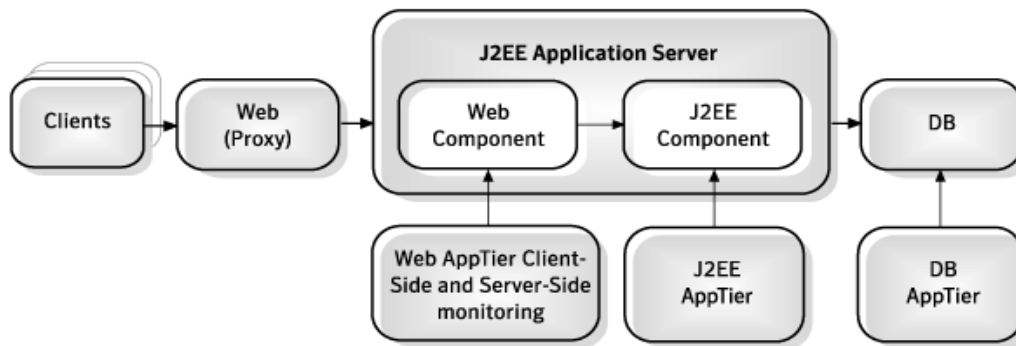 J2EE Application Server
Clients
Web
(Proxy)
Web
Component
J2EE
Component
DB
Web AppTier Client-
Side and Server-Side
monitoring
J2EE
AppTier
DB
AppTier